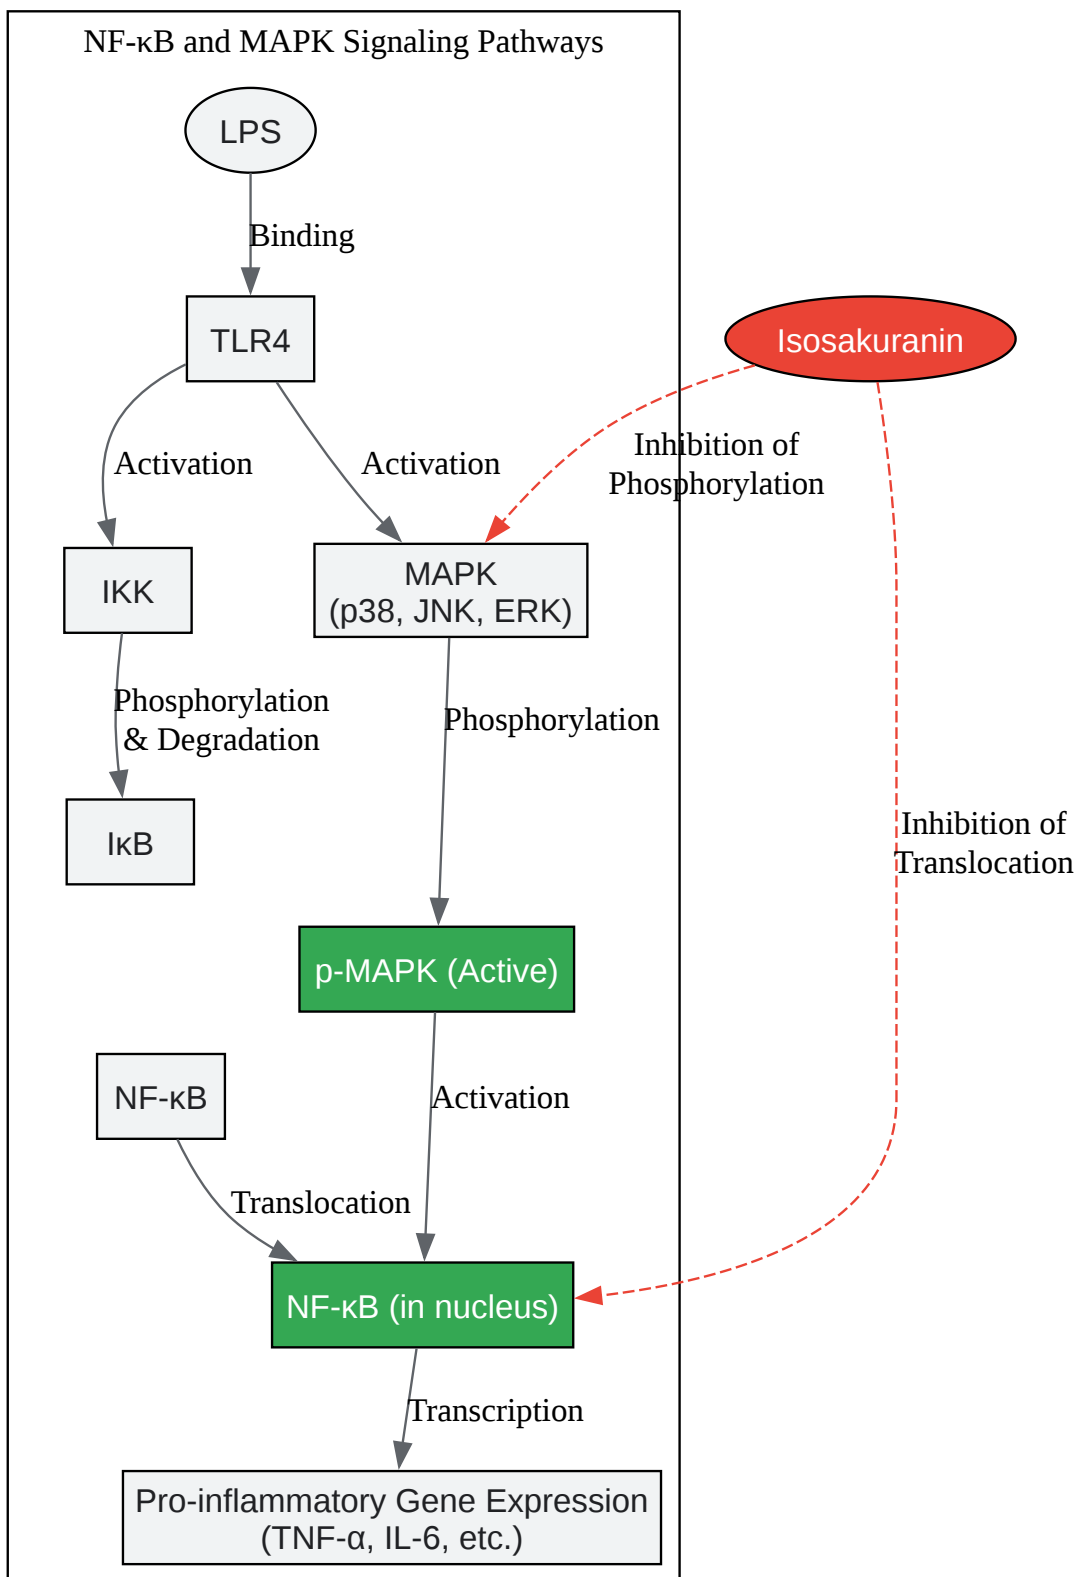 NF-κB and MAPK Signaling Pathways
LPS
Binding
TLR4
Isosakuranin
Activation
Activation
Inhibition of
Phosphorylation
IKK
MAPK
(p38, JNK, ERK)
Phosphorylation
& Degradation
Phosphorylation
IκB
Inhibition of
Translocation
p-MAPK (Active)
NF-κB
Activation
Translocation
NF-κB (in nucleus)
Transcription
Pro-inflammatory Gene Expression
(TNF-α, IL-6, etc.)